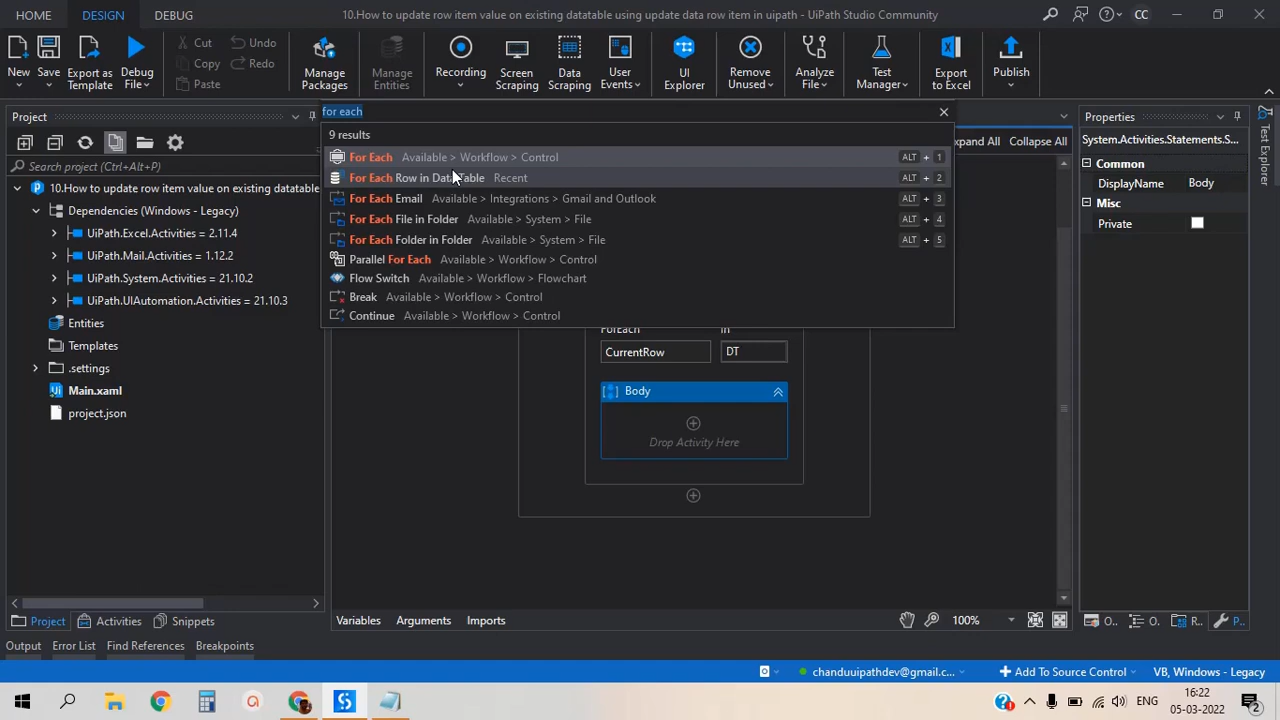 HOME
DESIGN
DEBUG
10.How to update row item value on existing datatable using update data row item in uipath - UiPath Studio Community
CC
New
Save
Export as Template
Debug File
Cut
Copy
Paste
Undo
Redo
Manage Packages
Manage Entities
Recording
Screen Scraping
Data Scraping
User Events
UI Explorer
Remove Unused
Analyze File
Test Manager
Export to Excel
Publish
Project
Search Project (Ctrl+Alt+P)
10.How to update row item value on existing datatable
Dependencies (Windows - Legacy)
UiPath.Excel.Activities = 2.11.4
UiPath.Mail.Activities = 1.12.2
UiPath.System.Activities = 21.10.2
UiPath.UIAutomation.Activities = 21.10.3
Entities
Templates
.settings
Main.xaml
project.json
for each
9 results
For Each Available > Workflow > Control ALT + 1
For Each Row in Data Table Recent ALT + 2
For Each Email Available > Integrations > Gmail and Outlook ALT + 3
For Each File in Folder Available > System > File ALT + 4
For Each Folder in Folder Available > System > File ALT + 5
Parallel For Each Available > Workflow > Control
Flow Switch Available > Workflow > Flowchart
Break Available > Workflow > Control
Continue Available > Workflow > Control
xpand All Collapse All
ForEach In
CurrentRow DT
Body
Drop Activity Here
Properties
System.Activities.Statements.S...
Common
DisplayName Body
Misc
Private
Test Explorer
Project Activities Snippets
Variables Arguments Imports
100%
O.. O. R.. P..
Output Error List Find References Breakpoints
chanduuipathdev@gmail.c...
Add To Source Control
VB, Windows - Legacy
ENG
16:22
05-03-2022
2